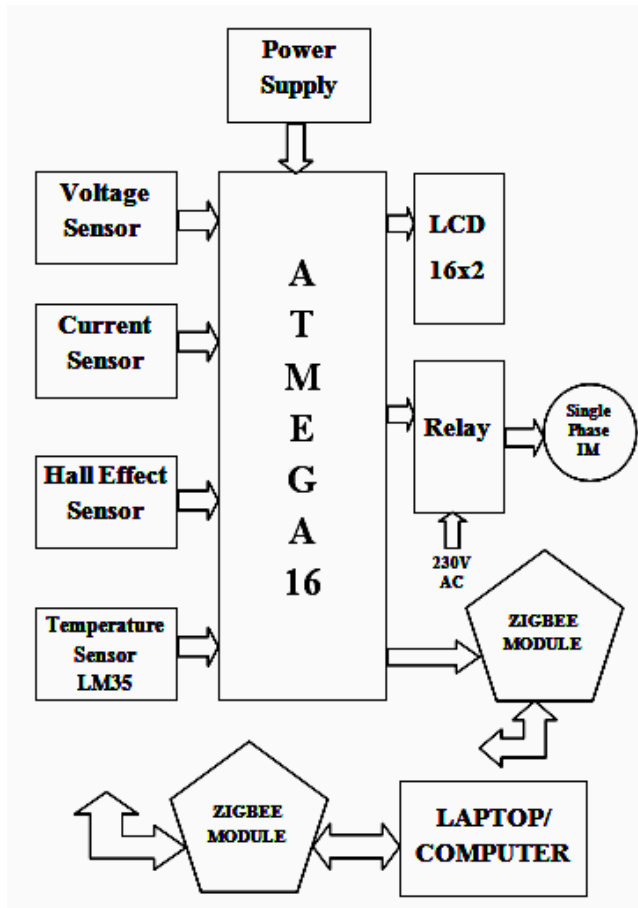 Power
Supply
Voltage
Sensor
Current
Sensor
Hall Effect
Sensor
Temperature
Sensor
LM35
A
T
M
E
G
A
16
LCD
16x2
Relay
Single
Phase
IM
230V
AC
ZIGBEE
MODULE
ZIGBEE
MODULE
LAPTOP/
COMPUTER